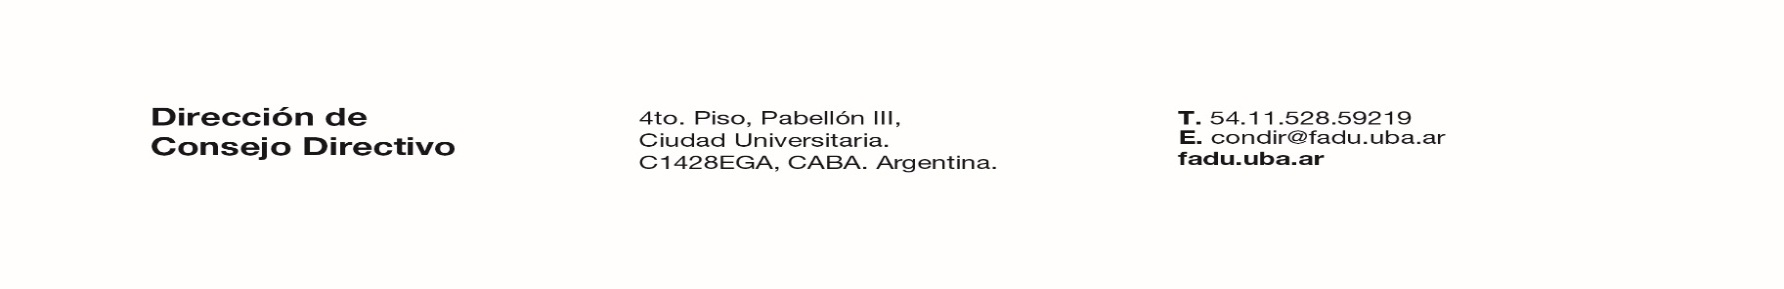 Dirección de
Consejo Directivo
4to. Piso, Pabellón III,
Ciudad Universitaria.
C1428EGA, CABA. Argentina.
T. 54.11.528.59219
E. condir@fadu.uba.ar
fadu.uba.ar